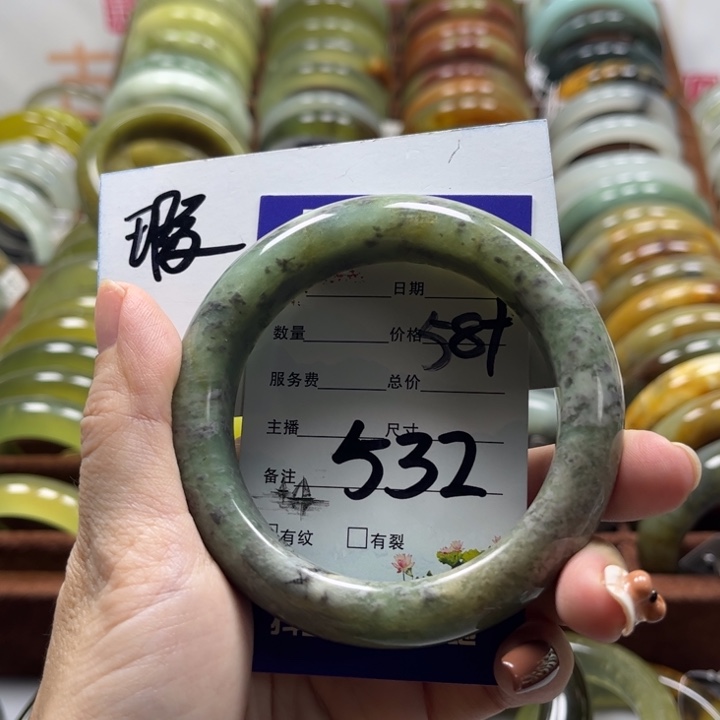 瑕
日期
数量 价格 58+
服务费 总价
主播 尺寸
532
备注
有纹 有裂